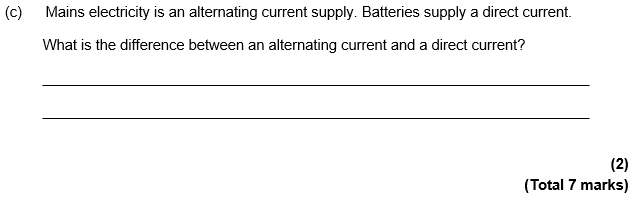 (c) Mains electricity is an alternating current supply. Batteries supply a direct current.
What is the difference between an alternating current and a direct current?
(2)
(Total 7 marks)